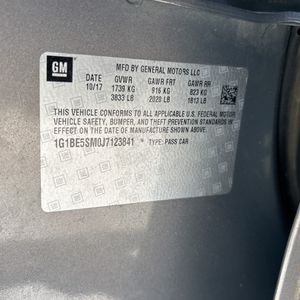 GM
MFD BY GENERAL MOTORS LLC
DATE GVWR GAWR FRT GAWR RR
10/17 1739 KG 916 KG 823 KG
3833 LB 2020 LB 1813 LB
THIS VEHICLE CONFORMS TO ALL APPLICABLE U.S. FEDERAL MOTOR
VEHICLE SAFETY, BUMPER, AND THEFT PREVENTION STANDARDS IN
EFFECT ON THE DATE OF MANUFACTURE SHOWN ABOVE.
1G1BE5SM0J7123841 * TYPE: PASS CAR